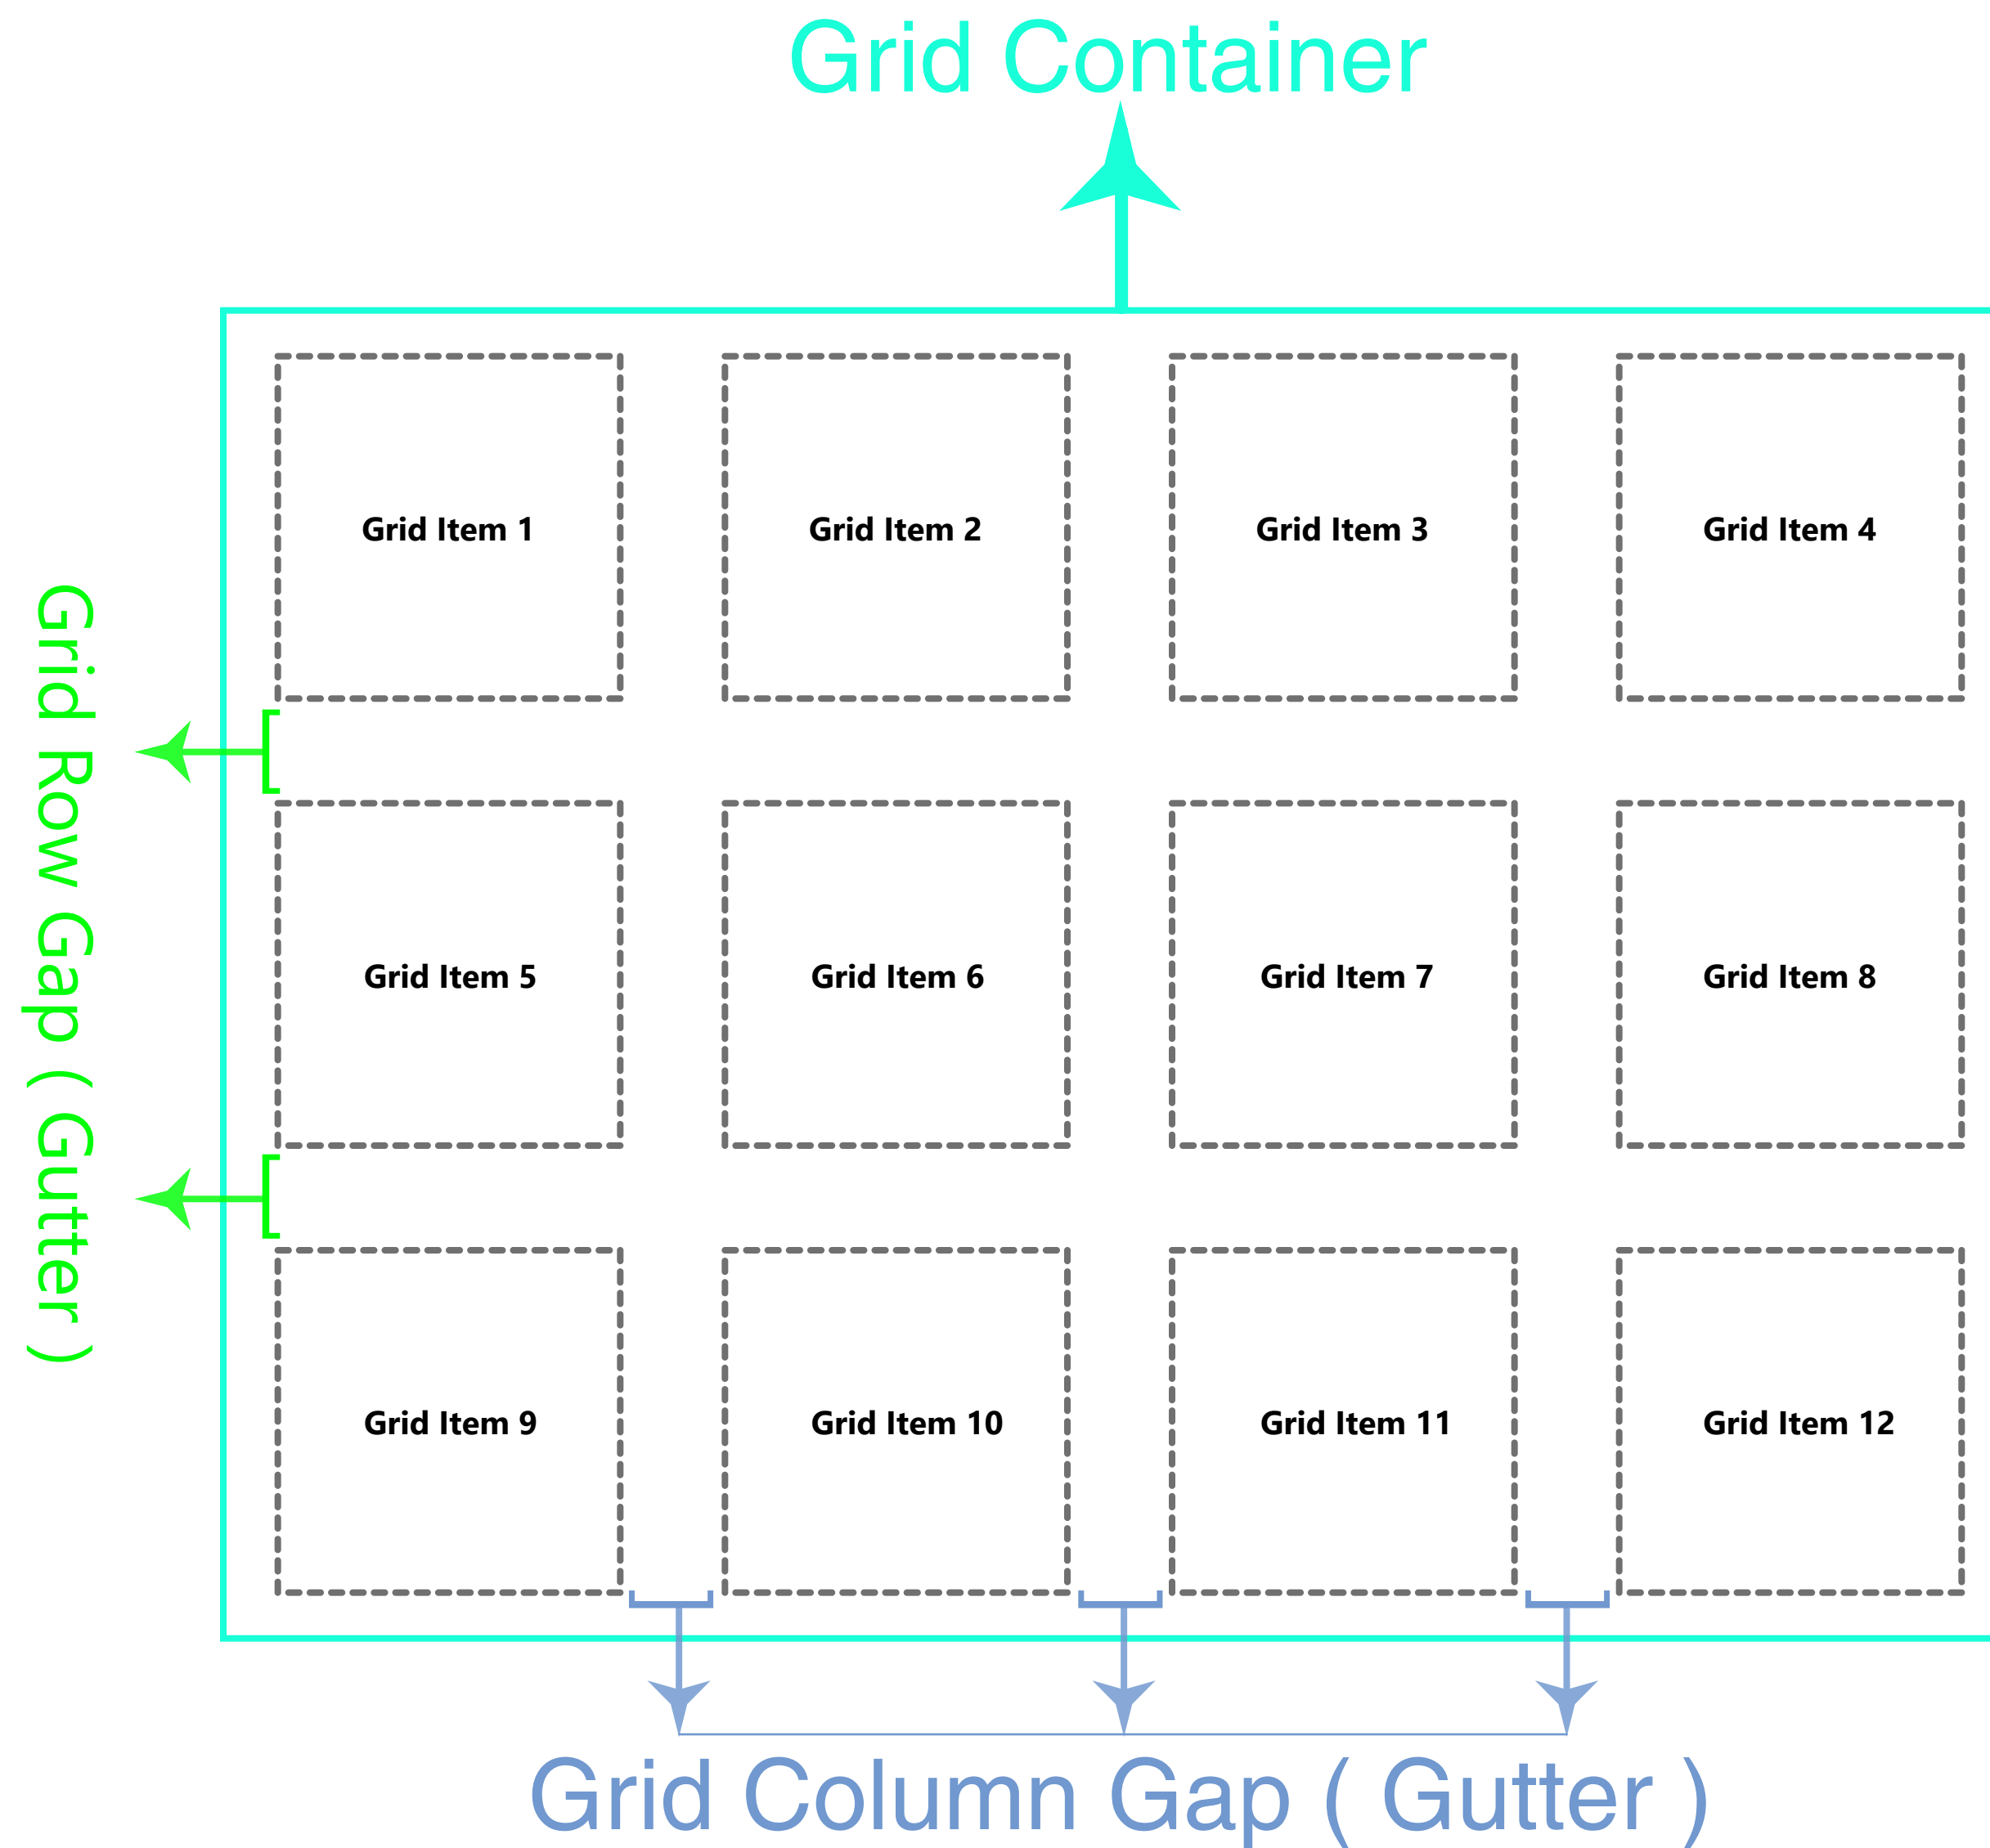 Grid Container
Grid Item 1
Grid Item 2
Grid Item 3
Grid Item 4
Grid Row Gap ( Gutter )
Grid Item 5
Grid Item 6
Grid Item 7
Grid Item 8
Grid Item 9
Grid Item 10
Grid Item 11
Grid Item 12
Grid Column Gap ( Gutter )